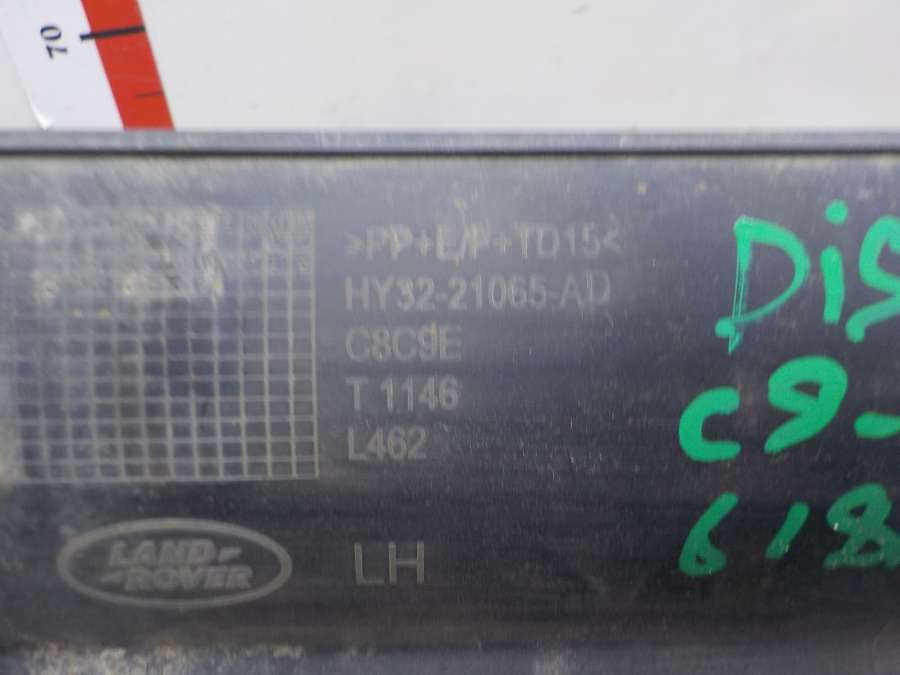 70
>PP+E/P+TD15<
HY32-21065-AD
C8C9E
T 1146
L462
LAND
ROVER
LH
Dis
C9-
618